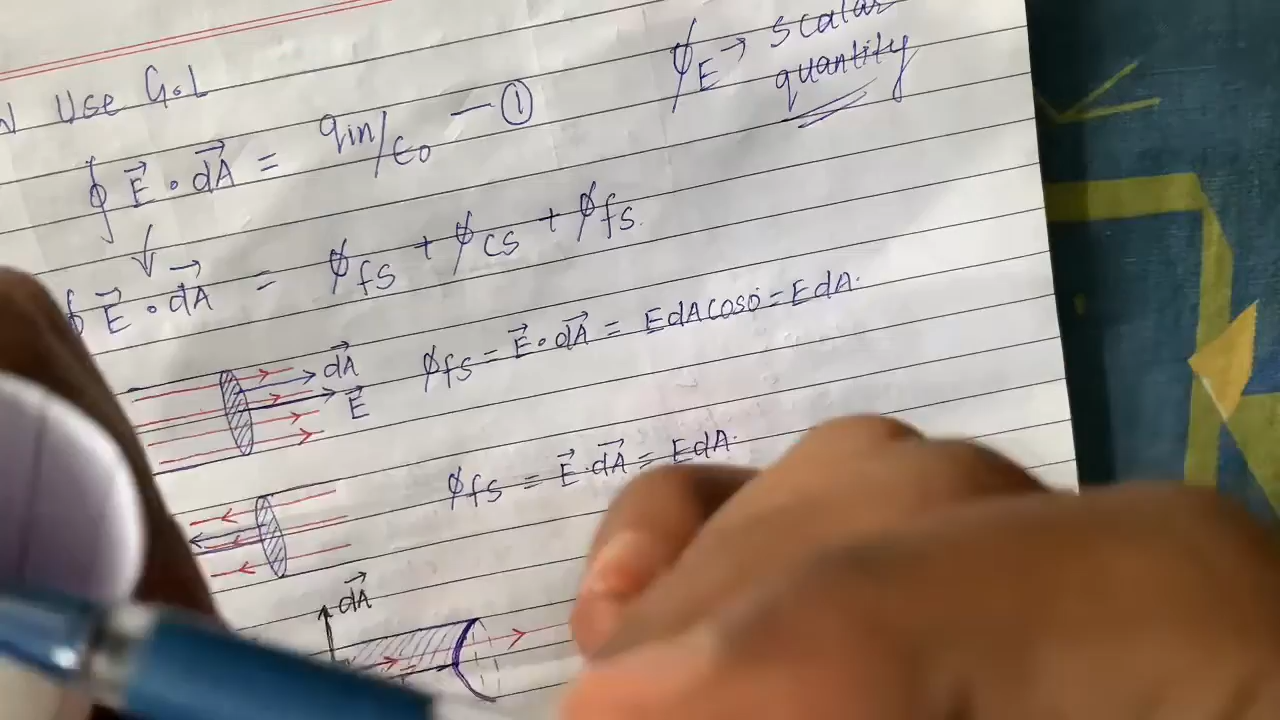 Use G.L
ϕE → scalar
quantity
∮ E⃗ • dA⃗ = qin/ε0 — ①
∮ E⃗ • dA⃗ = ϕfs + ϕcs + ϕfs.
ϕfs = E⃗ • dA⃗ = EdAcos0 = EdA.
dA⃗
E⃗
ϕfs = E⃗ • dA⃗ = EdA.
dA⃗